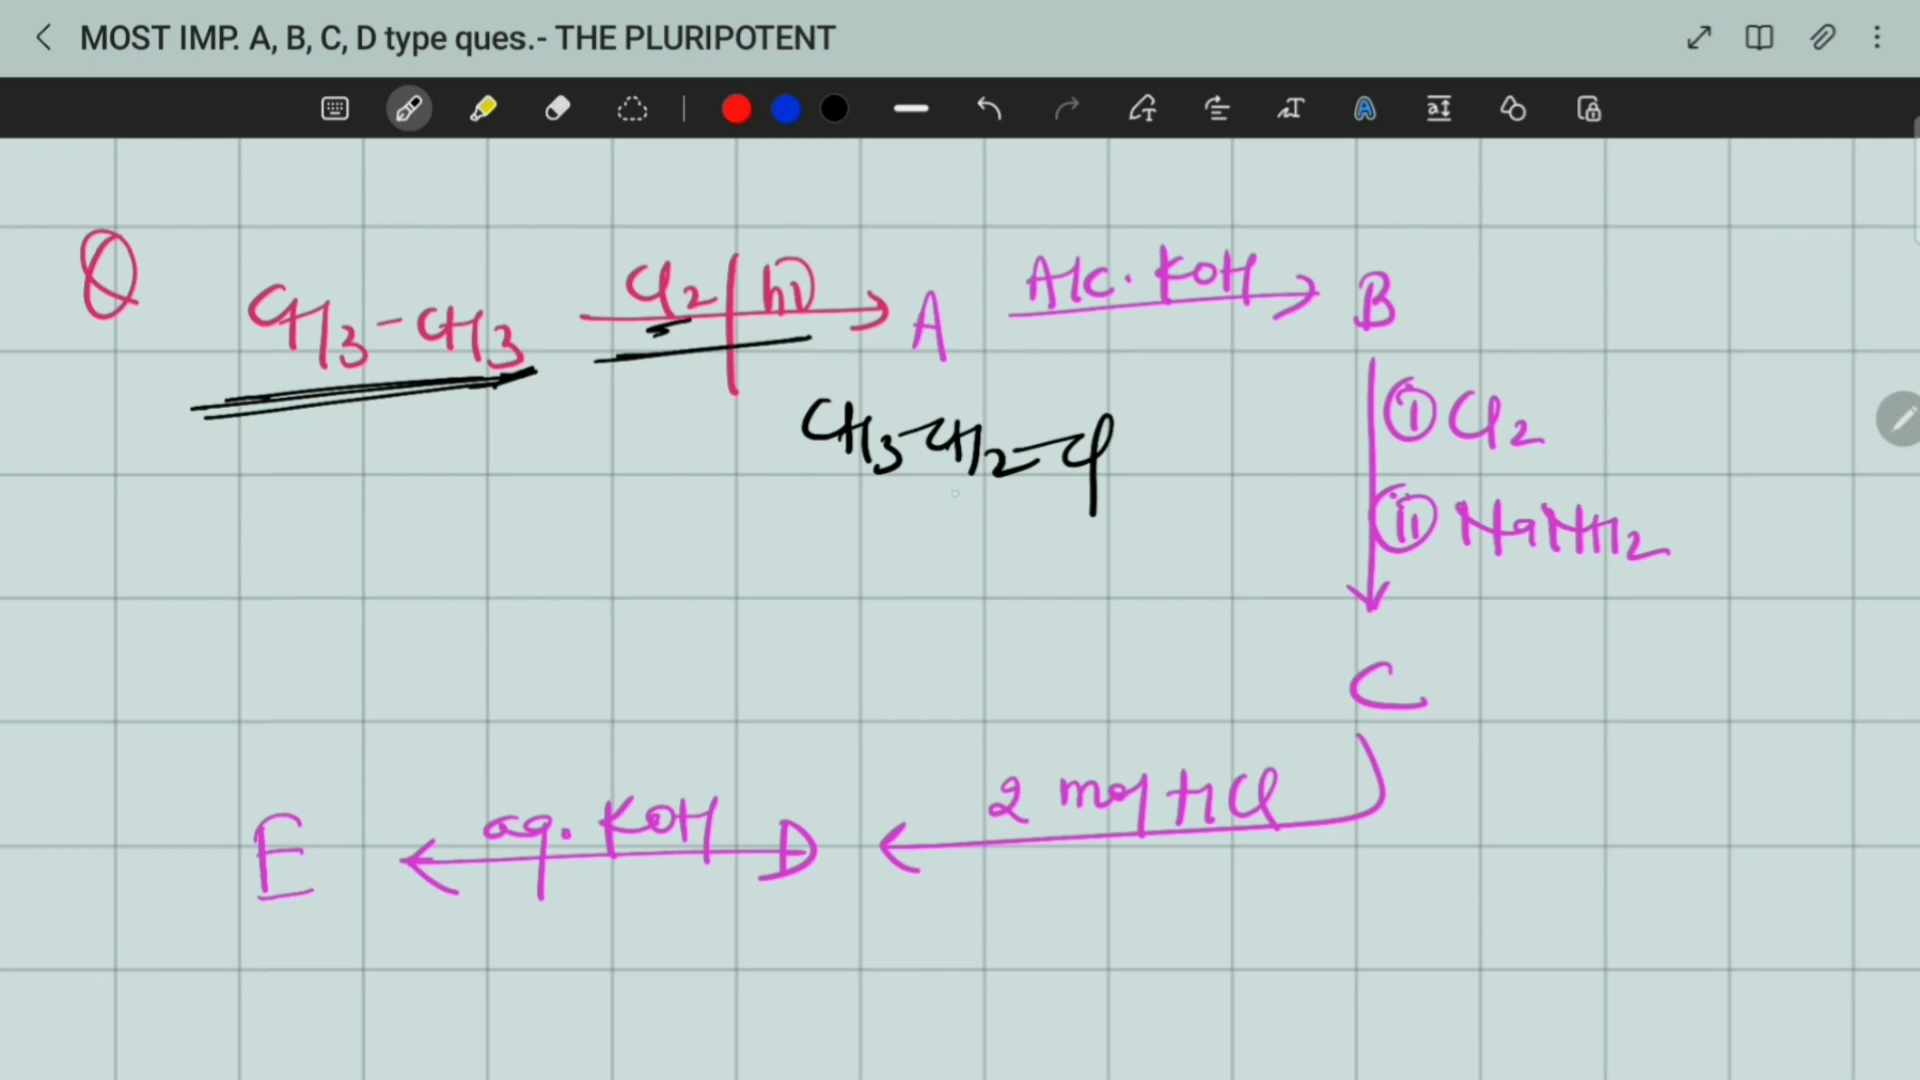 MOST IMP. A, B, C, D type ques.- THE PLURIPOTENT
Q
CH3-CH3 Cl2/hν A Alc. KOH B
CH3-CH2-Cl
(i) Cl2
(ii) NaNH2
C
2 mol HCl
E aq. KOH D